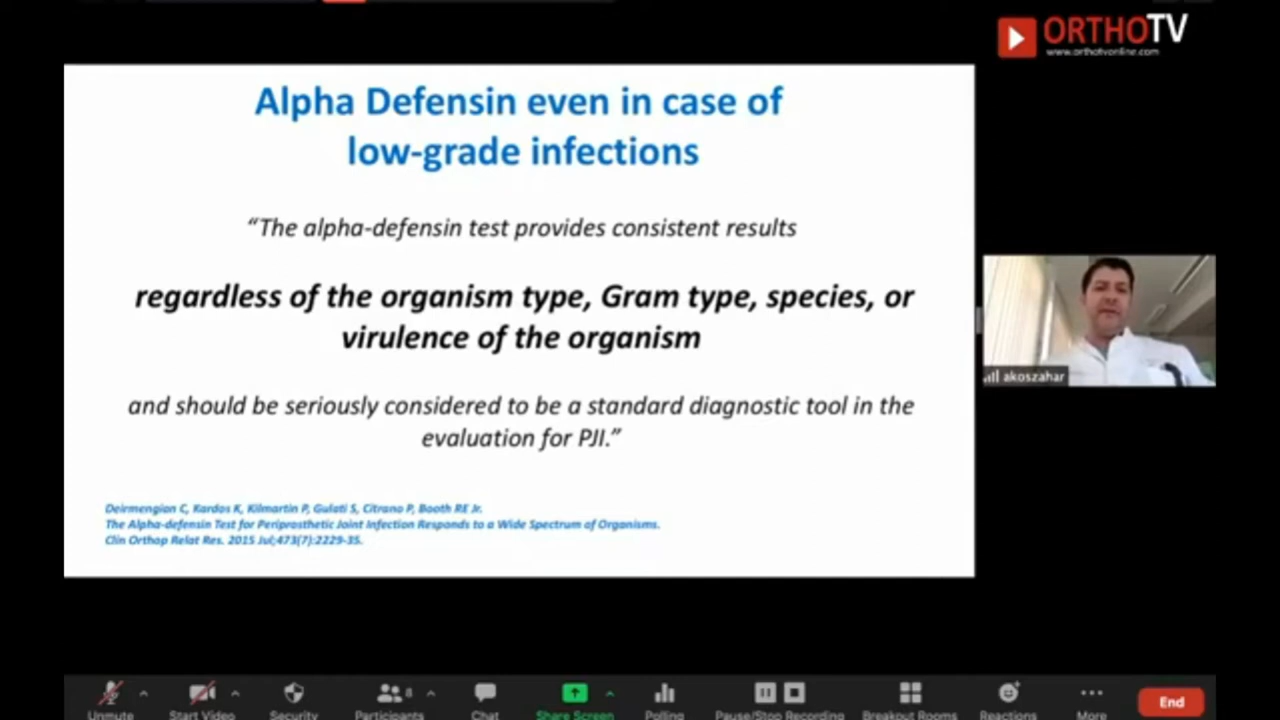 ORTHOTV
www.orthotvonline.com
Alpha Defensin even in case of
low-grade infections
“The alpha-defensin test provides consistent results
regardless of the organism type, Gram type, species, or
virulence of the organism
and should be seriously considered to be a standard diagnostic tool in the
evaluation for PJI.”
Deirmengian C, Kardos K, Kilmartin P, Gulati S, Citrano P, Booth RE Jr.
The Alpha-defensin Test for Periprosthetic Joint Infection Responds to a Wide Spectrum of Organisms.
Clin Orthop Relat Res. 2015 Jul;473(7):2229-35.
akoszahar
8
Unmute
Start Video
Security
Participants
Chat
Share Screen
Polling
Pause/Stop Recording
Breakout Rooms
Reactions
More
End